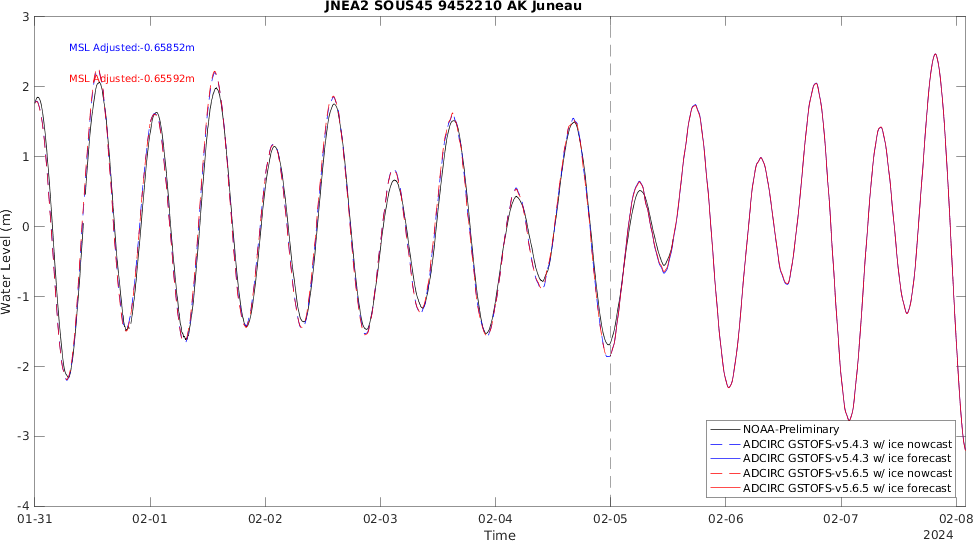 JNEA2 SOUS45 9452210 AK Juneau
MSL Adjusted:-0.65852m
MSL Adjusted:-0.65592m
Water Level (m)
3
2
1
0
-1
-2
-3
-4
NOAA-Preliminary
ADCIRC GSTOFS-v5.4.3 w/ ice nowcast
ADCIRC GSTOFS-v5.4.3 w/ ice forecast
ADCIRC GSTOFS-v5.6.5 w/ ice nowcast
ADCIRC GSTOFS-v5.6.5 w/ ice forecast
01-31 02-01 02-02 02-03 02-04 02-05 02-06 02-07 02-08
Time
2024